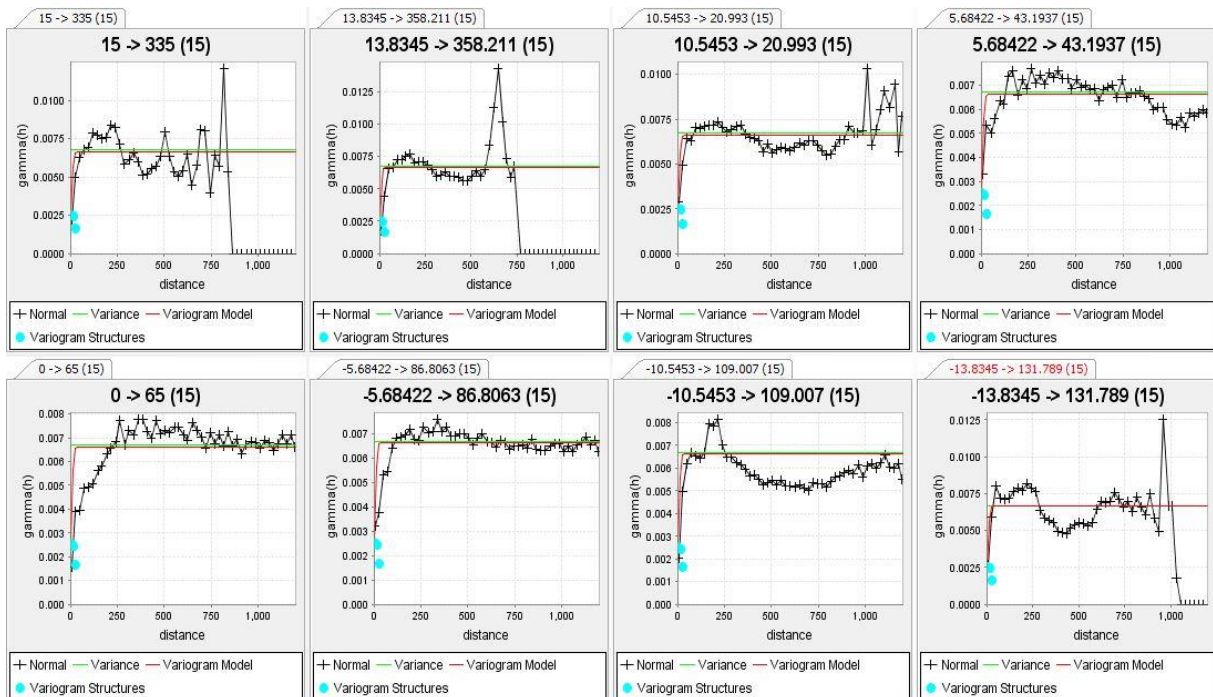 15 -> 335 (15)
15 -> 335 (15)
gamma(h)
0.0100
0.0075
0.0050
0.0025
0.0000
0 250 500 750 1,000
distance
Normal Variance Variogram Model
Variogram Structures
13.8345 -> 358.211 (15)
13.8345 -> 358.211 (15)
gamma(h)
0.0150
0.0125
0.0100
0.0075
0.0050
0.0025
0.0000
0 250 500 750 1,000
distance
Normal Variance Variogram Model
Variogram Structures
10.5453 -> 20.993 (15)
10.5453 -> 20.993 (15)
gamma(h)
0.0100
0.0075
0.0050
0.0025
0.0000
0 250 500 750 1,000
distance
Normal Variance Variogram Model
Variogram Structures
5.68422 -> 43.1937 (15)
5.68422 -> 43.1937 (15)
gamma(h)
0.007
0.006
0.005
0.004
0.003
0.002
0.001
0.000
0 250 500 750 1,000
distance
Normal Variance Variogram Model
Variogram Structures
0 -> 65 (15)
0 -> 65 (15)
gamma(h)
0.008
0.007
0.006
0.005
0.004
0.003
0.002
0.001
0.000
0 250 500 750 1,000
distance
Normal Variance Variogram Model
Variogram Structures
-5.68422 -> 86.8063 (15)
-5.68422 -> 86.8063 (15)
gamma(h)
0.007
0.006
0.005
0.004
0.003
0.002
0.001
0.000
0 250 500 750 1,000
distance
Normal Variance Variogram Model
Variogram Structures
-10.5453 -> 109.007 (15)
-10.5453 -> 109.007 (15)
gamma(h)
0.008
0.007
0.006
0.005
0.004
0.003
0.002
0.001
0.000
0 250 500 750 1,000
distance
Normal Variance Variogram Model
Variogram Structures
-13.8345 -> 131.789 (15)
-13.8345 -> 131.789 (15)
gamma(h)
0.0125
0.0100
0.0075
0.0050
0.0025
0.0000
0 250 500 750 1,000
distance
Normal Variance Variogram Model
Variogram Structures